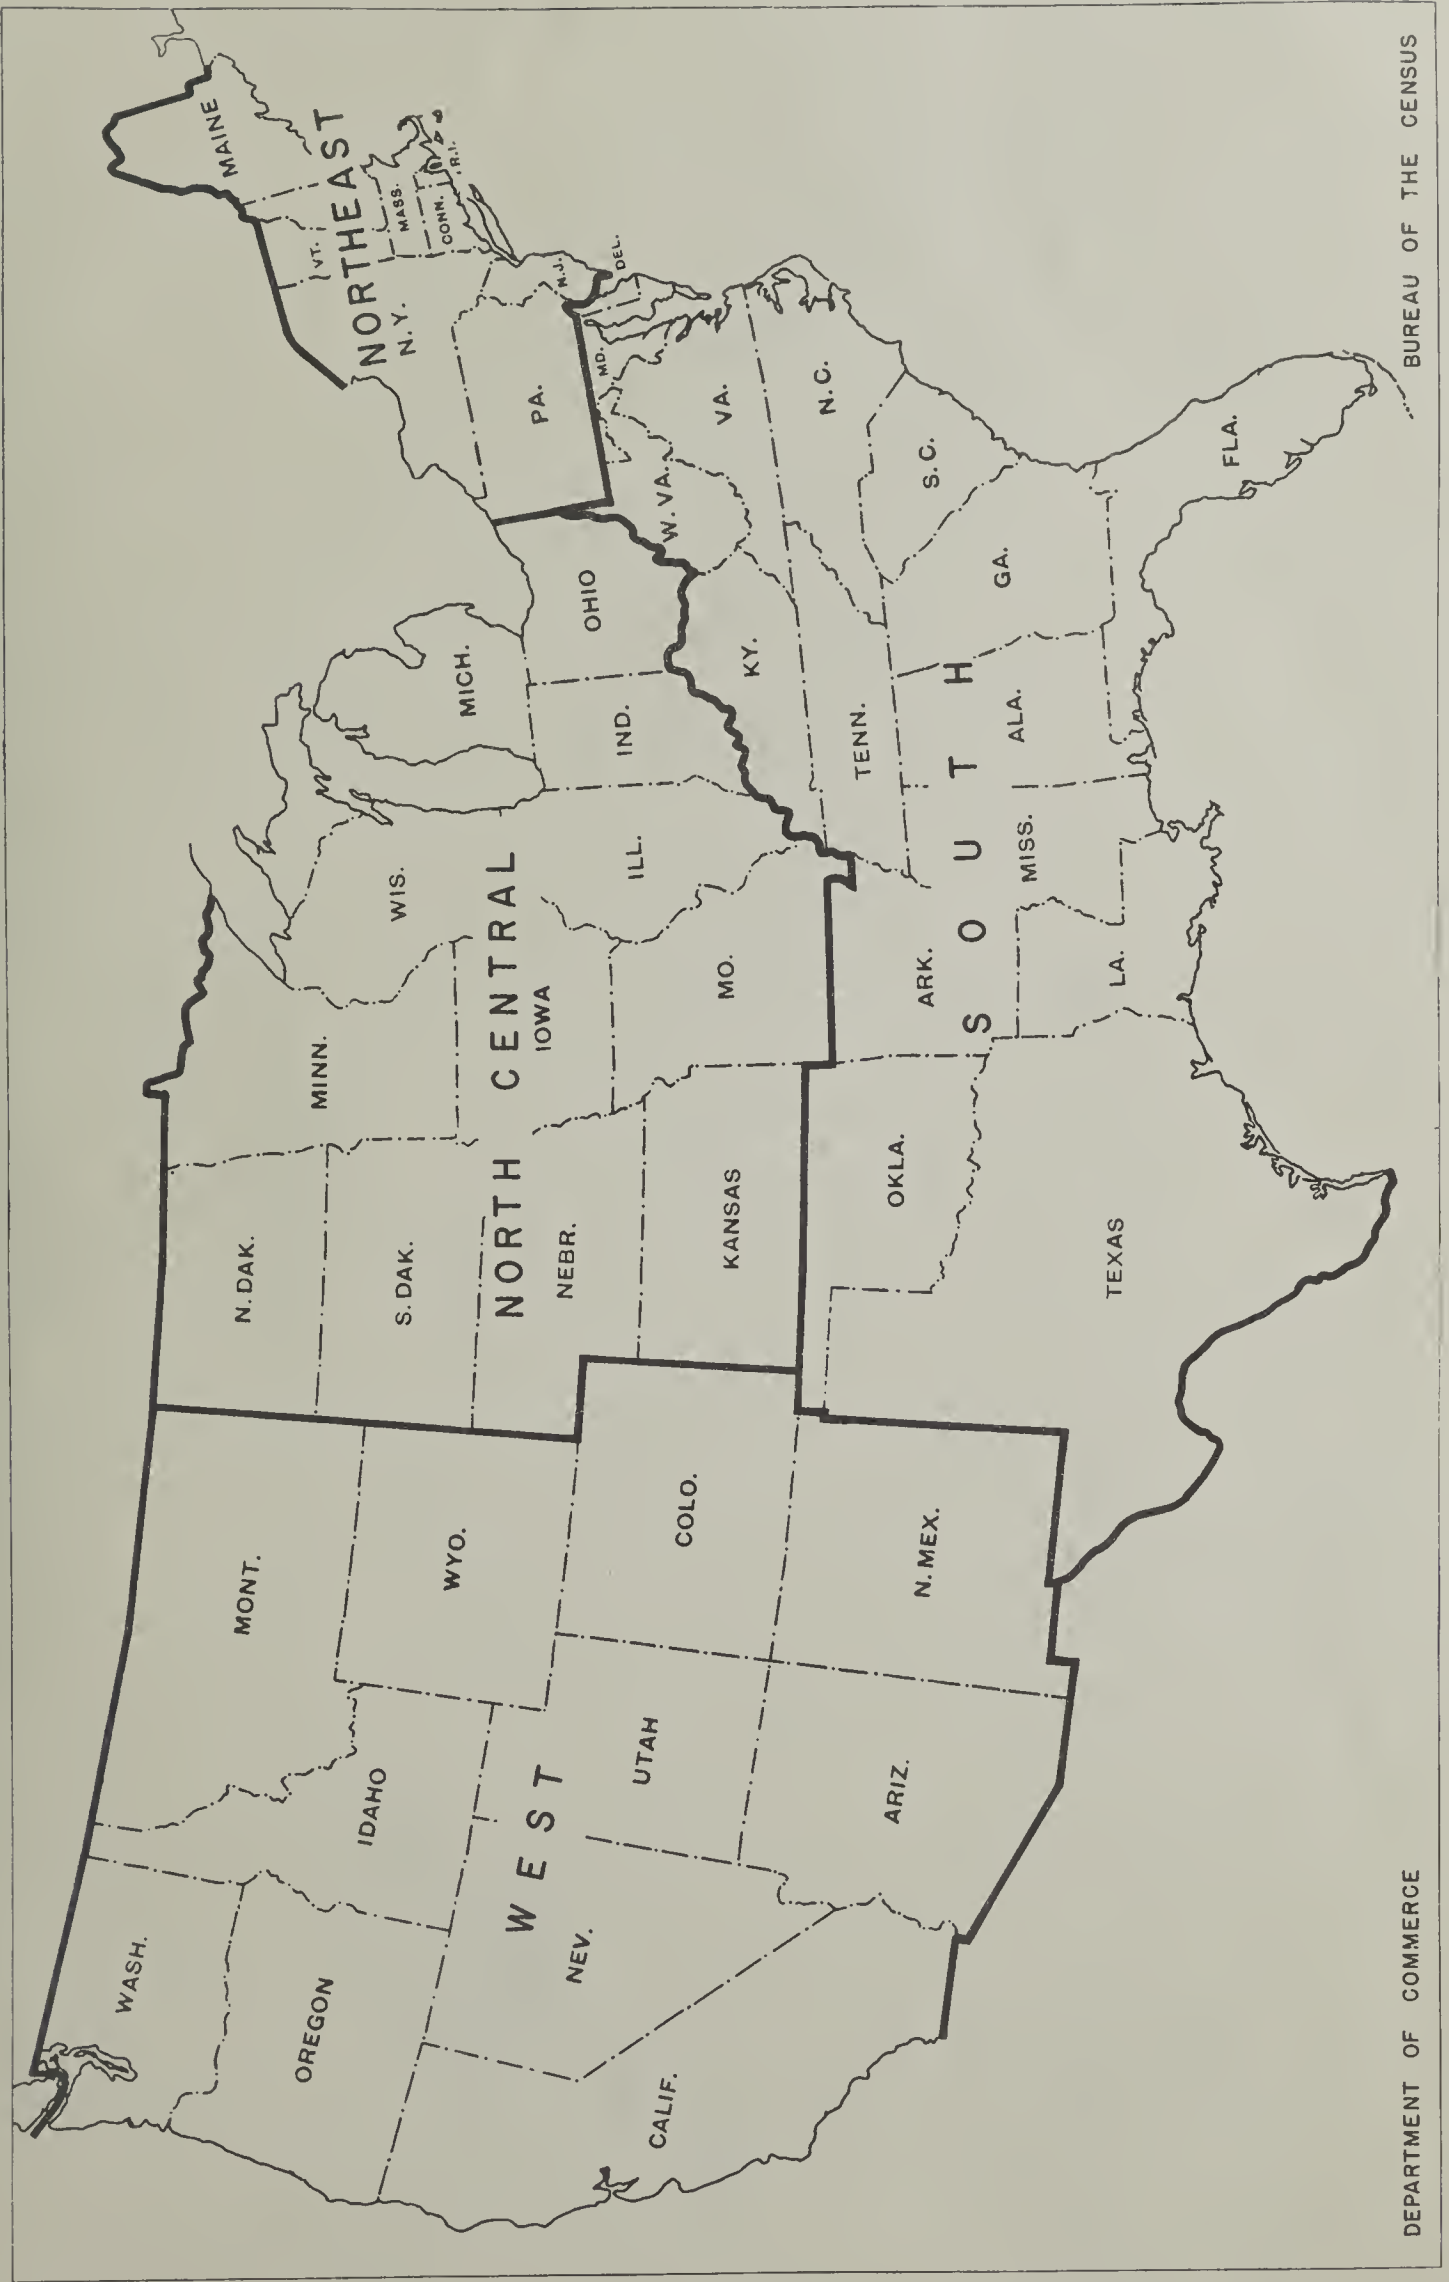 WASH.
OREGON
CALIF.
NEV.
IDAHO
MONT.
WYO.
UTAH
COLO.
ARIZ.
N. MEX.
WEST
N. DAK.
S. DAK.
NEBR.
KANSAS
MINN.
IOWA
MO.
WIS.
ILL.
MICH.
IND.
OHIO
NORTH CENTRAL
TEXAS
OKLA.
ARK.
LA.
MISS.
ALA.
TENN.
KY.
GA.
FLA.
S.C.
N.C.
VA.
W. VA.
MD.
DEL.
SOUTH
PA.
N.J.
N.Y.
CONN.
R.I.
MASS.
VT.
MAINE
NORTHEAST
DEPARTMENT OF COMMERCE
BUREAU OF THE CENSUS